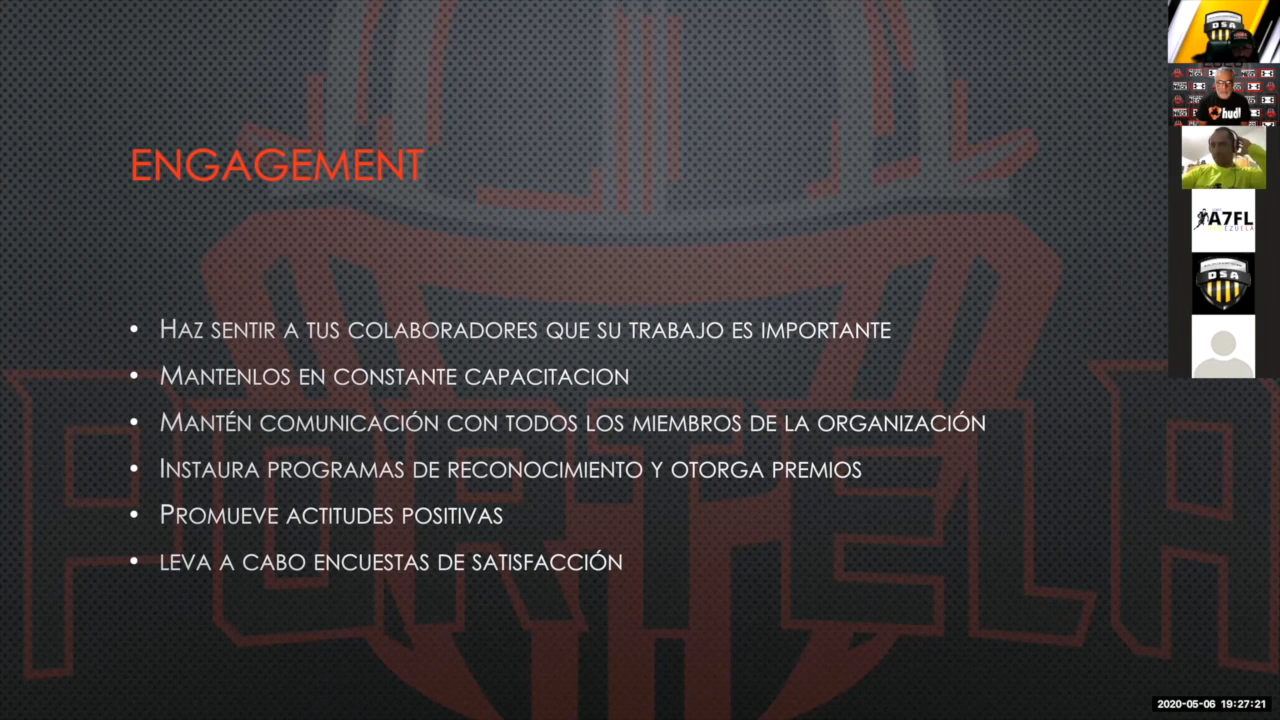 ENGAGEMENT
• HAZ SENTIR A TUS COLABORADORES QUE SU TRABAJO ES IMPORTANTE
• MANTENLOS EN CONSTANTE CAPACITACION
• MANTÉN COMUNICACIÓN CON TODOS LOS MIEMBROS DE LA ORGANIZACIÓN
• INSTAURA PROGRAMAS DE RECONOCIMIENTO Y OTORGA PREMIOS
• PROMUEVE ACTITUDES POSITIVAS
• LEVA A CABO ENCUESTAS DE SATISFACCIÓN
PORTELA
DSA
hudl
A7FL
DSA
2020-05-06 19:27:21